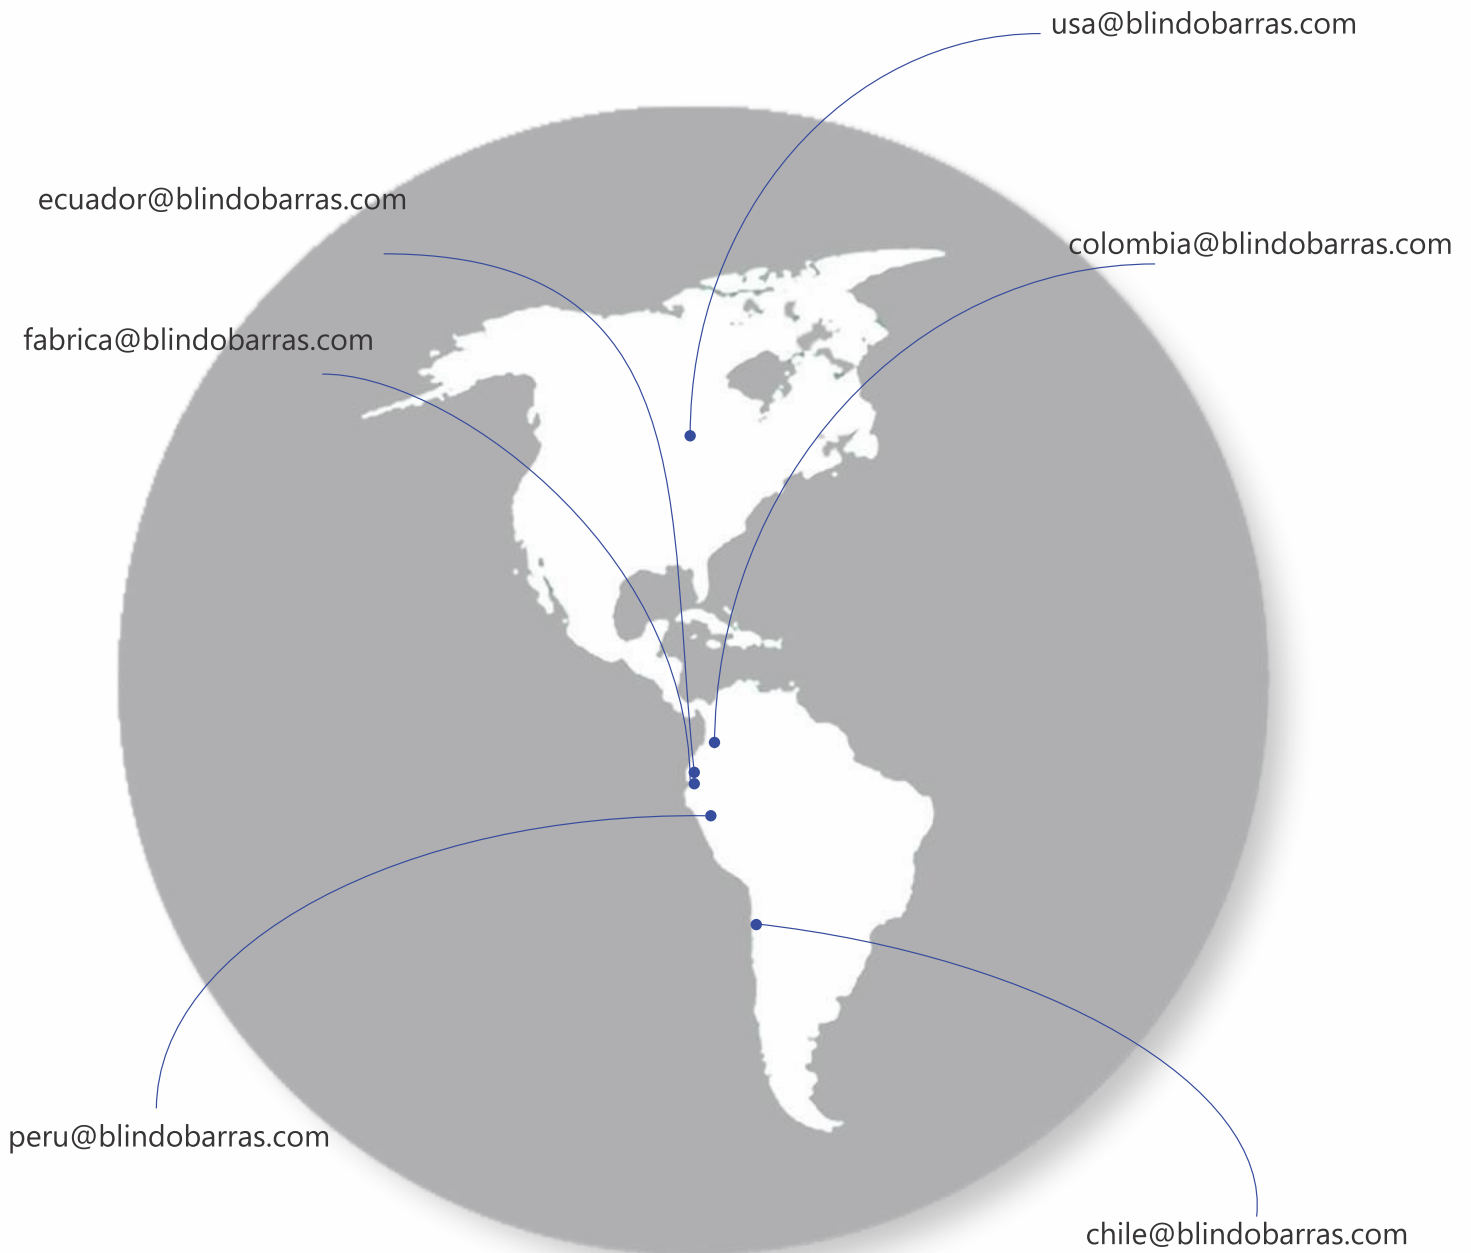 usa@blindobarras.com
ecuador@blindobarras.com
colombia@blindobarras.com
fabrica@blindobarras.com
peru@blindobarras.com
chile@blindobarras.com